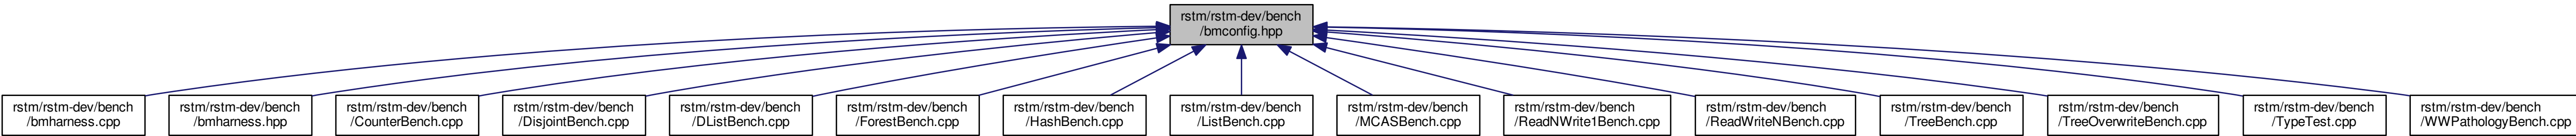 rstm/rstm-dev/bench
/bmconfig.hpp
rstm/rstm-dev/bench
/bmharness.cpp
rstm/rstm-dev/bench
/bmharness.hpp
rstm/rstm-dev/bench
/CounterBench.cpp
rstm/rstm-dev/bench
/DisjointBench.cpp
rstm/rstm-dev/bench
/DListBench.cpp
rstm/rstm-dev/bench
/ForestBench.cpp
rstm/rstm-dev/bench
/HashBench.cpp
rstm/rstm-dev/bench
/ListBench.cpp
rstm/rstm-dev/bench
/MCASBench.cpp
rstm/rstm-dev/bench
/ReadNWrite1Bench.cpp
rstm/rstm-dev/bench
/ReadWriteNBench.cpp
rstm/rstm-dev/bench
/TreeBench.cpp
rstm/rstm-dev/bench
/TreeOverwriteBench.cpp
rstm/rstm-dev/bench
/TypeTest.cpp
rstm/rstm-dev/bench
/WWPathologyBench.cpp